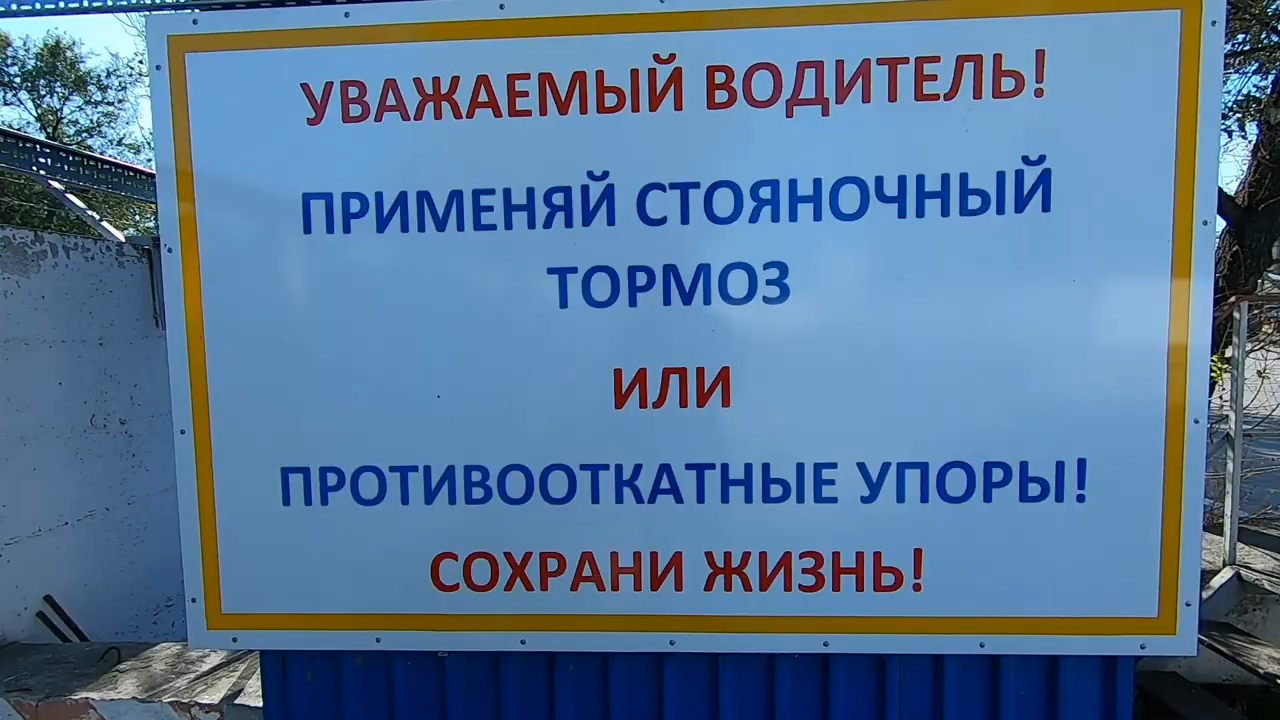 УВАЖАЕМЫЙ ВОДИТЕЛЬ!
ПРИМЕНЯЙ СТОЯНОЧНЫЙ
ТОРМОЗ
ИЛИ
ПРОТИВООТКАТНЫЕ УПОРЫ!
СОХРАНИ ЖИЗНЬ!